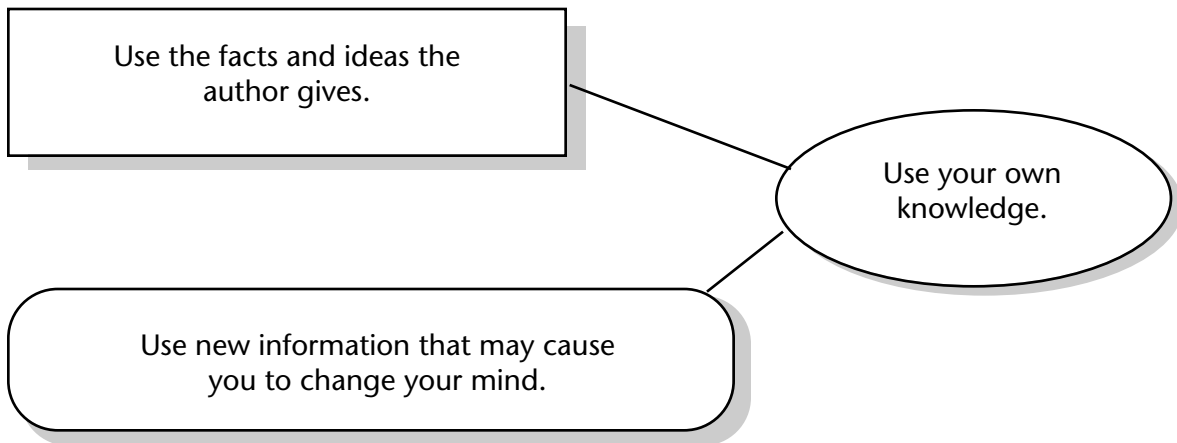 Use the facts and ideas the
author gives.
Use your own
knowledge.
Use new information that may cause
you to change your mind.